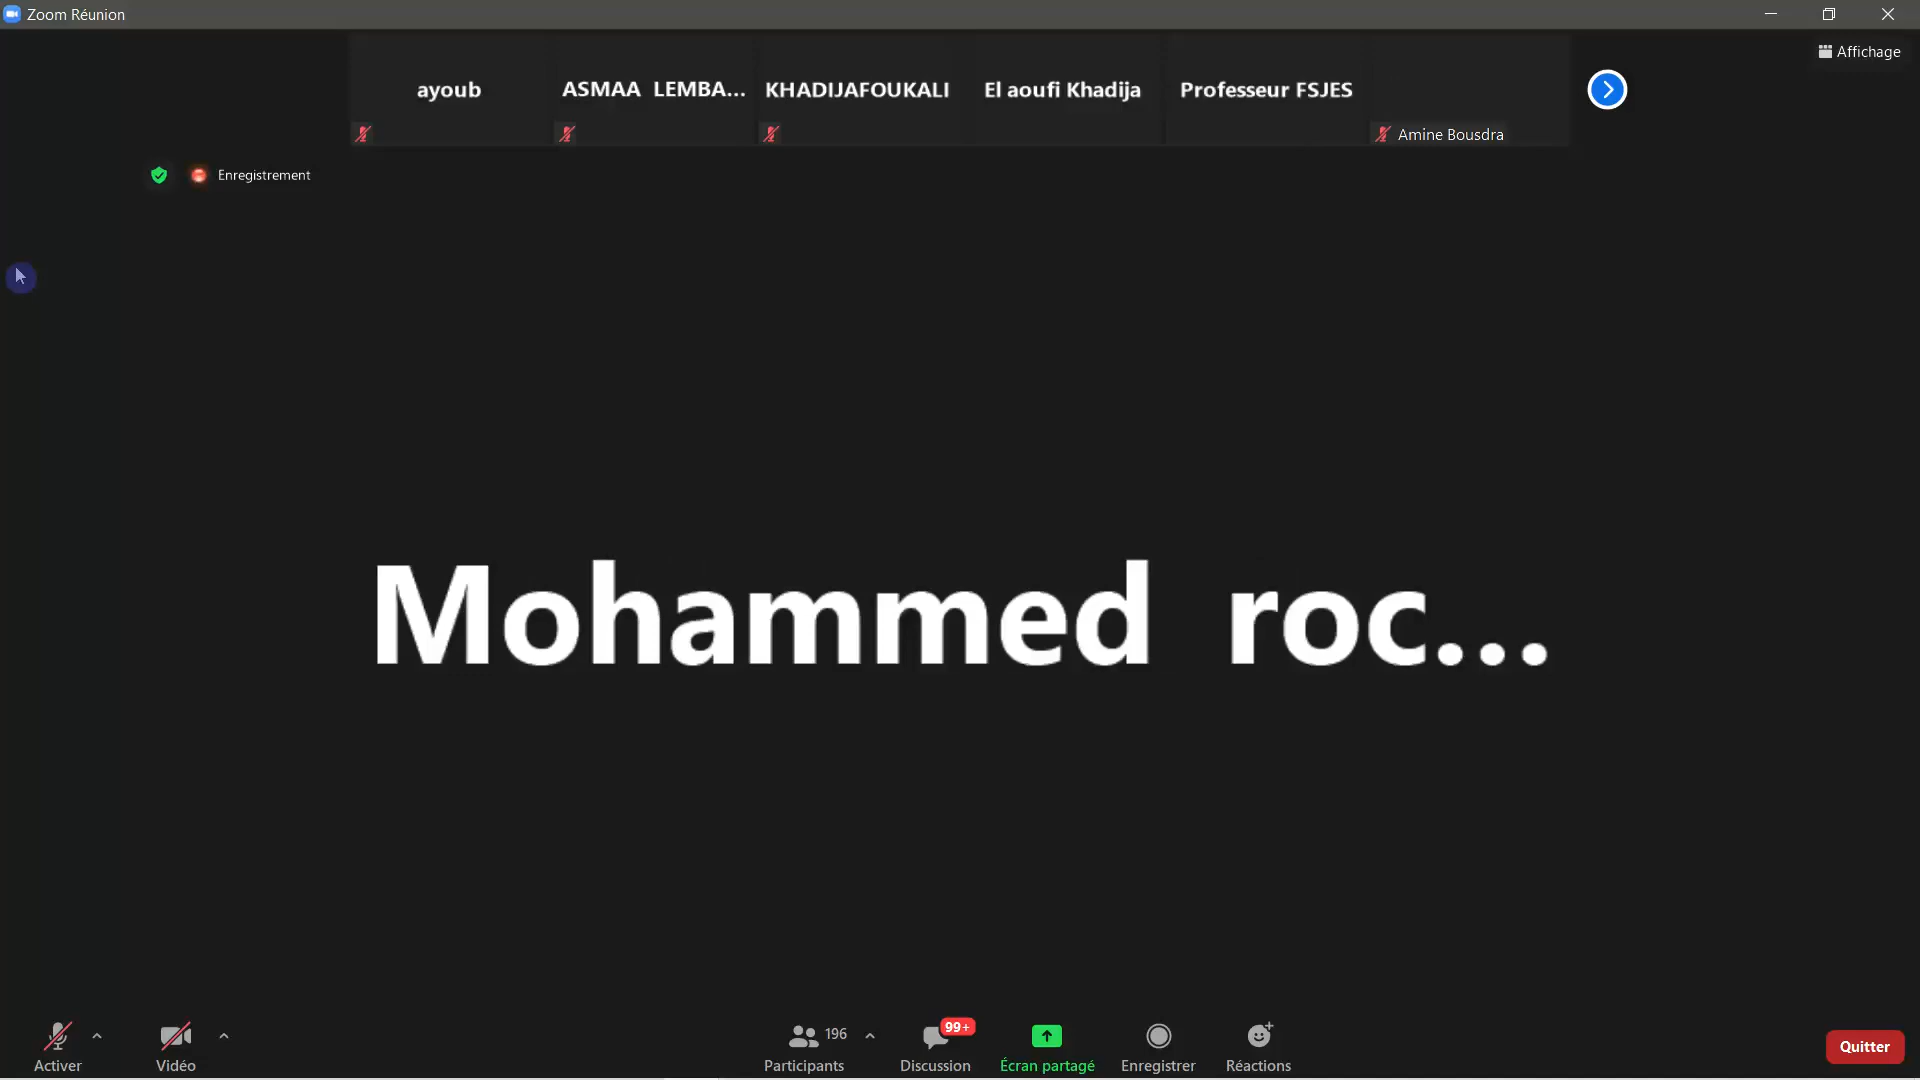 Zoom Réunion
Affichage
ayoub
ASMAA LEMBA...
KHADIJAFOUKALI
El aoufi Khadija
Professeur FSJES
Amine Bousdra
Enregistrement
Mohammed roc...
Activer
Vidéo
196
Participants
99+
Discussion
Écran partagé
Enregistrer
Réactions
Quitter